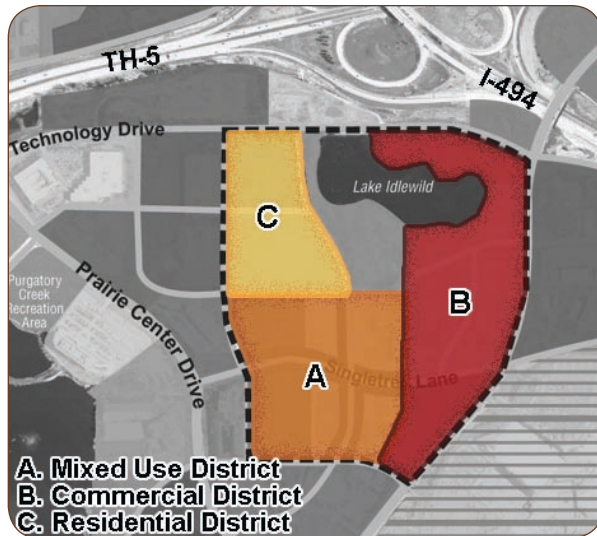 TH-5
I-494
Technology Drive
Lake Idlewild
C
Purgatory
Creek
Recreation
Area
Prairie Center Drive
B
A
Singletree Lane
A. Mixed Use District
B. Commercial District
C. Residential District